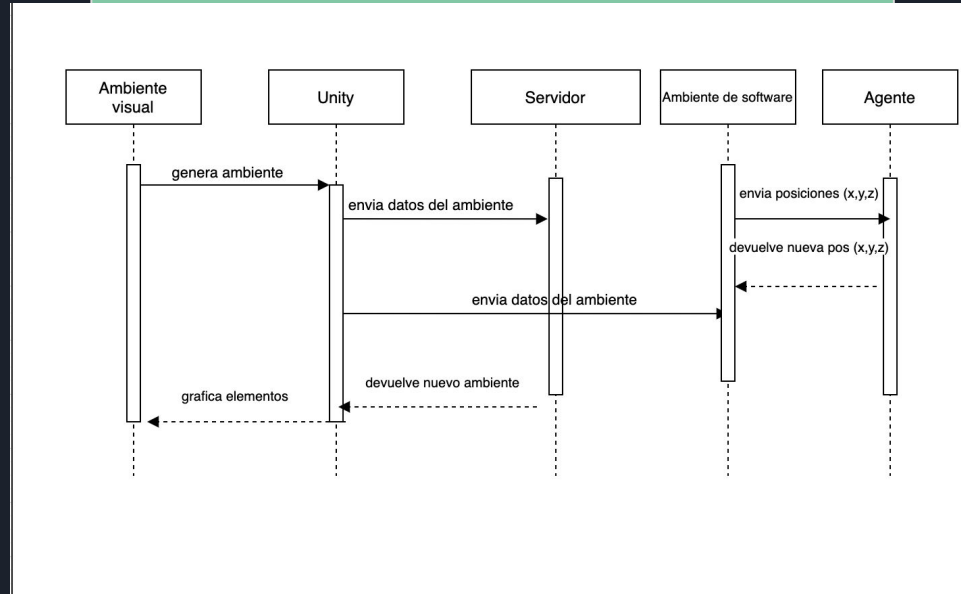 Ambiente
visual
Unity
Servidor
Ambiente de software
Agente
genera ambiente
envia posiciones (x,y,z)
envia datos del ambiente
devuelve nueva pos (x,y,z)
envia datos del ambiente
devuelve nuevo ambiente
grafica elementos